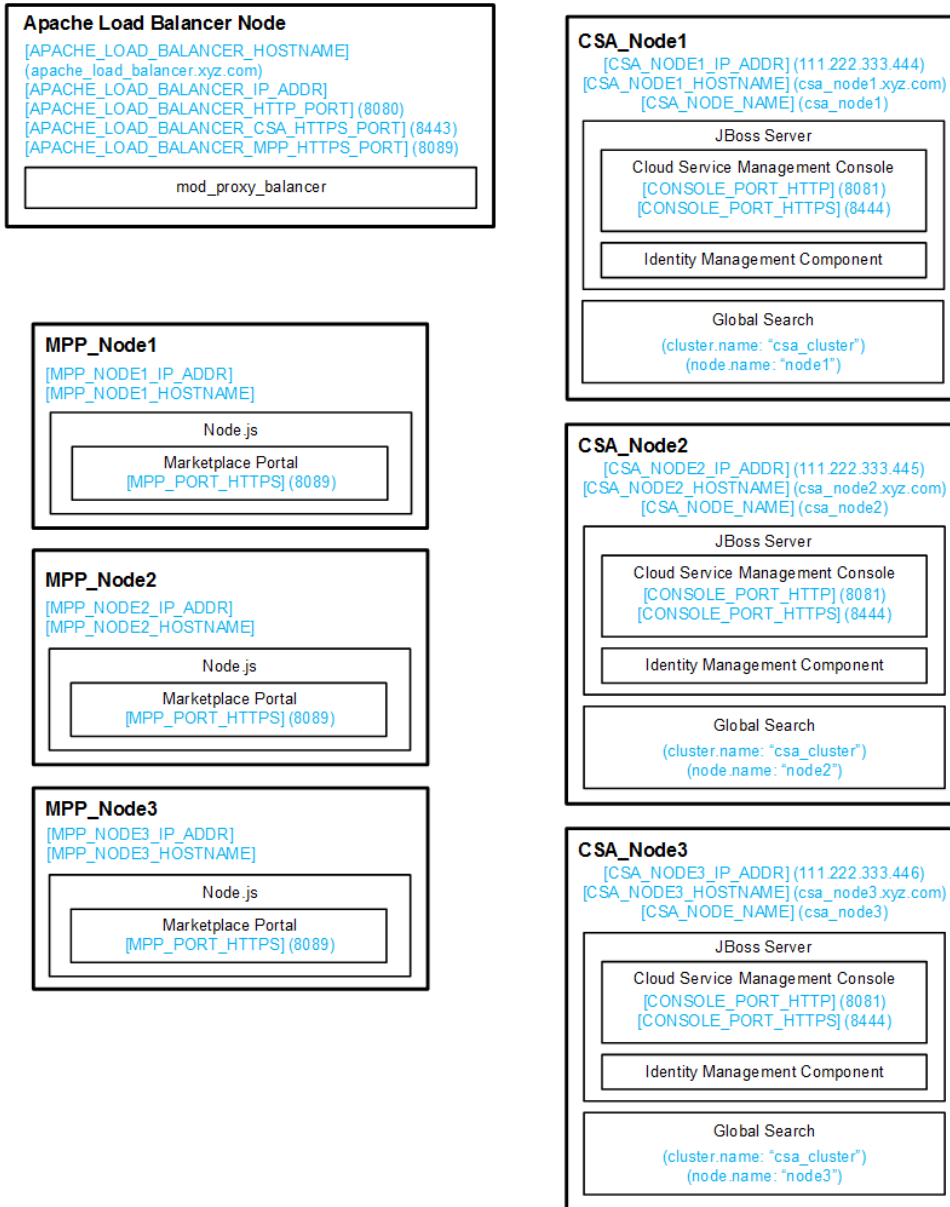 Apache Load Balancer Node
[APACHE_LOAD_BALANCER_HOSTNAME]
(apache_load_balancer.xyz.com)
[APACHE_LOAD_BALANCER_IP_ADDR]
[APACHE_LOAD_BALANCER_HTTP_PORT] (8080)
[APACHE_LOAD_BALANCER_CSA_HTTPS_PORT] (8443)
[APACHE_LOAD_BALANCER_MPP_HTTPS_PORT] (8089)
mod_proxy_balancer
MPP_Node1
[MPP_NODE1_IP_ADDR]
[MPP_NODE1_HOSTNAME]
Node.js
Marketplace Portal
[MPP_PORT_HTTPS] (8089)
MPP_Node2
[MPP_NODE2_IP_ADDR]
[MPP_NODE2_HOSTNAME]
Node.js
Marketplace Portal
[MPP_PORT_HTTPS] (8089)
MPP_Node3
[MPP_NODE3_IP_ADDR]
[MPP_NODE3_HOSTNAME]
Node.js
Marketplace Portal
[MPP_PORT_HTTPS] (8089)
CSA_Node1
[CSA_NODE1_IP_ADDR] (111.222.333.444)
[CSA_NODE1_HOSTNAME] (csa_node1.xyz.com)
[CSA_NODE_NAME] (csa_node1)
JBoss Server
Cloud Service Management Console
[CONSOLE_PORT_HTTP] (8081)
[CONSOLE_PORT_HTTPS] (8444)
Identity Management Component
Global Search
(cluster.name: “csa_cluster”)
(node.name: “node1”)
CSA_Node2
[CSA_NODE2_IP_ADDR] (111.222.333.445)
[CSA_NODE2_HOSTNAME] (csa_node2.xyz.com)
[CSA_NODE_NAME] (csa_node2)
JBoss Server
Cloud Service Management Console
[CONSOLE_PORT_HTTP] (8081)
[CONSOLE_PORT_HTTPS] (8444)
Identity Management Component
Global Search
(cluster.name: “csa_cluster”)
(node.name: “node2”)
CSA_Node3
[CSA_NODE3_IP_ADDR] (111.222.333.446)
[CSA_NODE3_HOSTNAME] (csa_node3.xyz.com)
[CSA_NODE_NAME] (csa_node3)
JBoss Server
Cloud Service Management Console
[CONSOLE_PORT_HTTP] (8081)
[CONSOLE_PORT_HTTPS] (8444)
Identity Management Component
Global Search
(cluster.name: “csa_cluster”)
(node.name: “node3”)